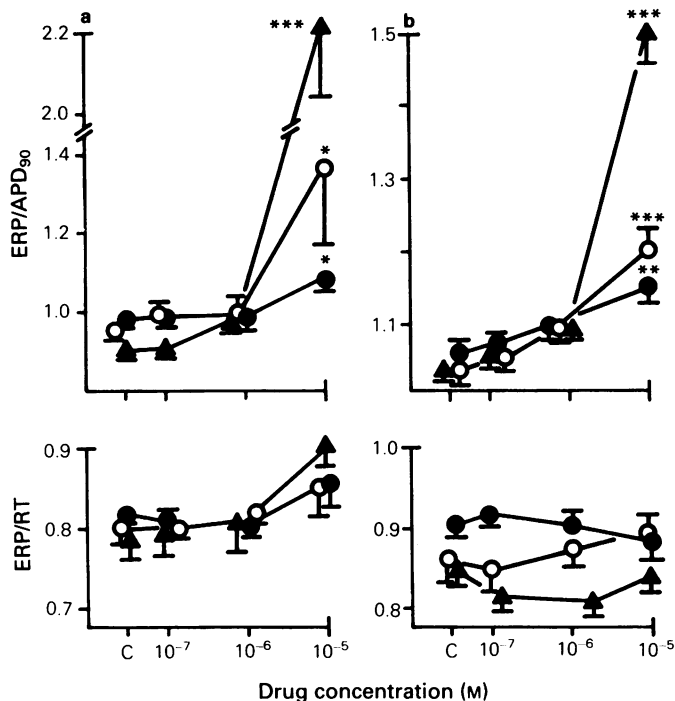 a
2.2
2.0
1.4
1.2
1.0
ERP/APD90
***
*
*
b
1.5
1.3
1.1
***
***
**
0.9
0.8
0.7
ERP/RT
C 10⁻⁷ 10⁻⁶ 10⁻⁵
1.0
0.9
0.8
C 10⁻⁷ 10⁻⁶ 10⁻⁵
Drug concentration (M)